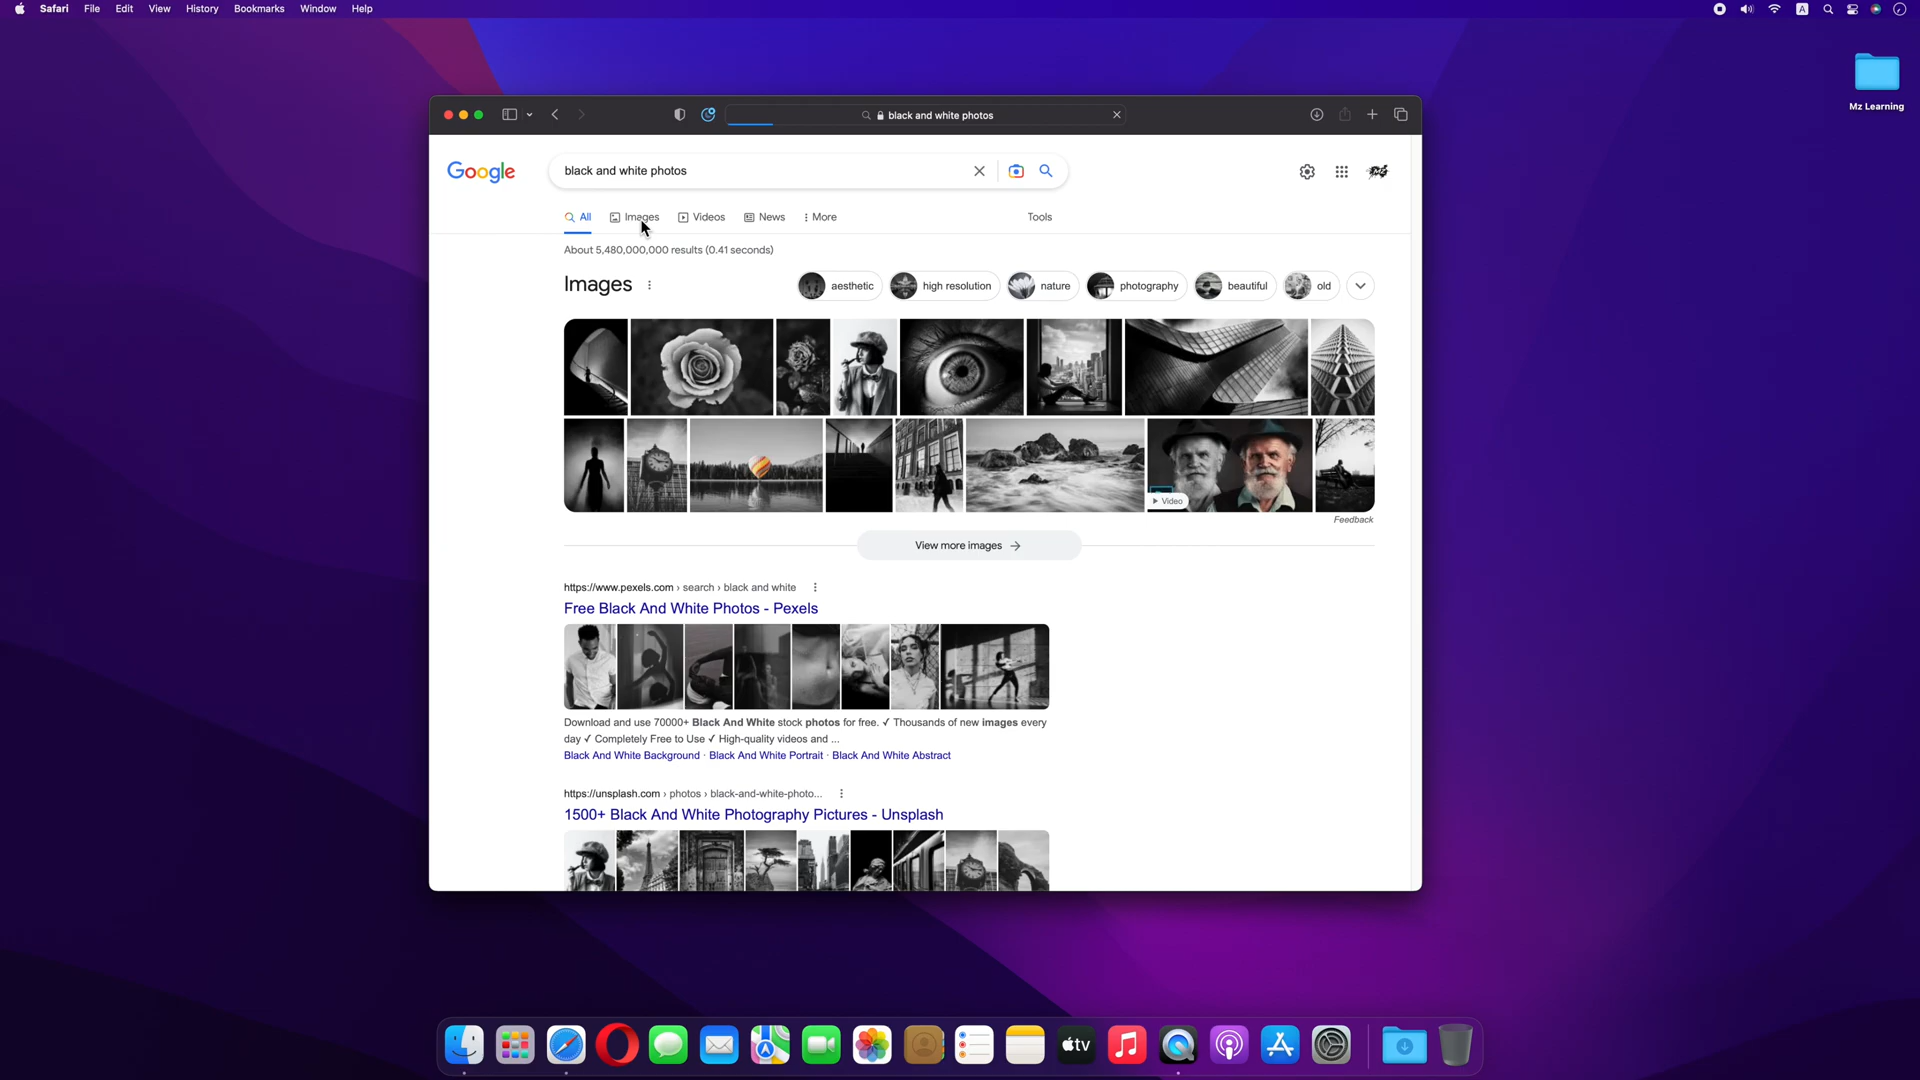 Safari File Edit View History Bookmarks Window Help
A
Mz Learning
black and white photos
Google
black and white photos
All Images Videos News More Tools
About 5,480,000,000 results (0.41 seconds)
Images
aesthetic high resolution nature photography beautiful old
Video
Feedback
View more images →
https://www.pexels.com › search › black and white
Free Black And White Photos - Pexels
Download and use 70000+ Black And White stock photos for free. ✓ Thousands of new images every
day ✓ Completely Free to Use ✓ High-quality videos and ...
Black And White Background · Black And White Portrait · Black And White Abstract
https://unsplash.com › photos › black-and-white-photo...
1500+ Black And White Photography Pictures - Unsplash
tv